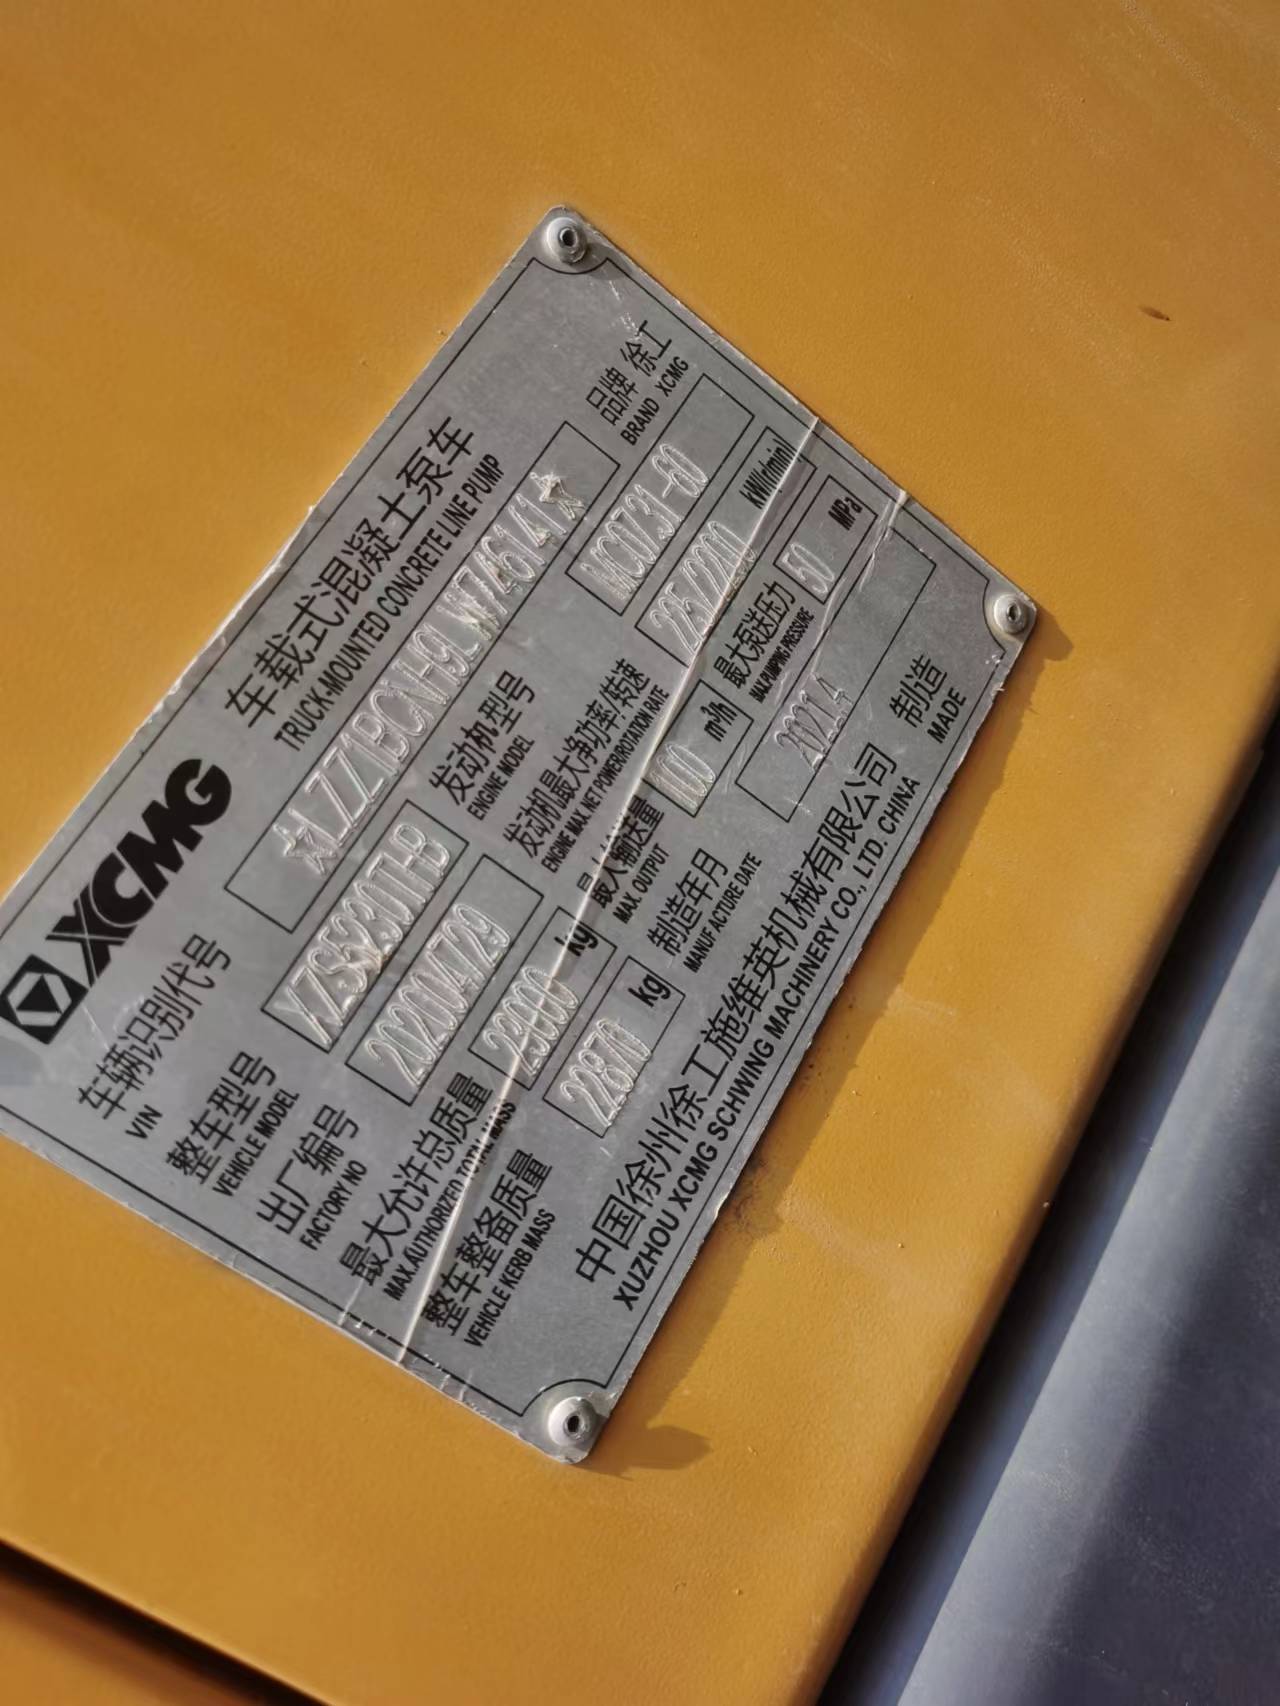 XCMG 车载式混凝土泵车
TRUCK-MOUNTED CONCRETE LINE PUMP
品牌 徐工
BRAND XCMG
车辆识别代号 ☆LZZ1BCNH9LW746141☆
VIN
整车型号 XZS5230THB 发动机型号 MC07.31-60
VEHICLE MODEL ENGINE MODEL
出厂编号 202004729 发动机最大净功率/转速 225/2200 kW/(r/min)
FACTORY NO ENGINE MAX. NET POWER/ROTATION RATE
最大允许总质量 23000 kg 最大输送量 100 m³/h 最大泵送压力 50 MPa
MAX. AUTHORIZED TOTAL MASS MAX. OUTPUT MAX. PUMPING PRESSURE
整车整备质量 22870 kg 制造年月 2021.4
VEHICLE KERB MASS MANUFACTURE DATE
中国徐州徐工施维英机械有限公司 制造
XUZHOU XCMG SCHWING MACHINERY CO., LTD. CHINA MADE